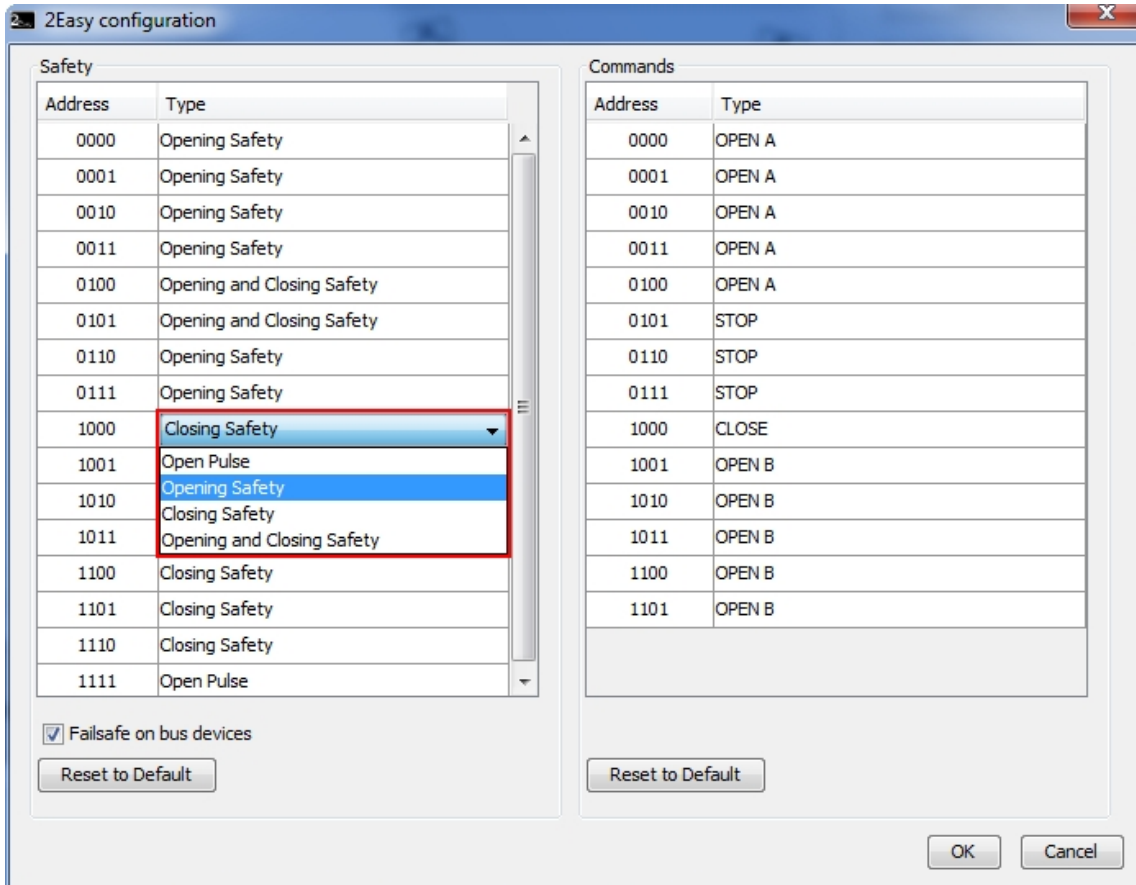 2Easy configuration
Safety
Address Type
0000 Opening Safety
0001 Opening Safety
0010 Opening Safety
0011 Opening Safety
0100 Opening and Closing Safety
0101 Opening and Closing Safety
0110 Opening Safety
0111 Opening Safety
1000 Closing Safety
1001 Open Pulse
Opening Safety
1010 Closing Safety
1011 Opening and Closing Safety
1100 Closing Safety
1101 Closing Safety
1110 Closing Safety
1111 Open Pulse
Failsafe on bus devices
Reset to Default
Commands
Address Type
0000 OPEN A
0001 OPEN A
0010 OPEN A
0011 OPEN A
0100 OPEN A
0101 STOP
0110 STOP
0111 STOP
1000 CLOSE
1001 OPEN B
1010 OPEN B
1011 OPEN B
1100 OPEN B
1101 OPEN B
Reset to Default
OK Cancel